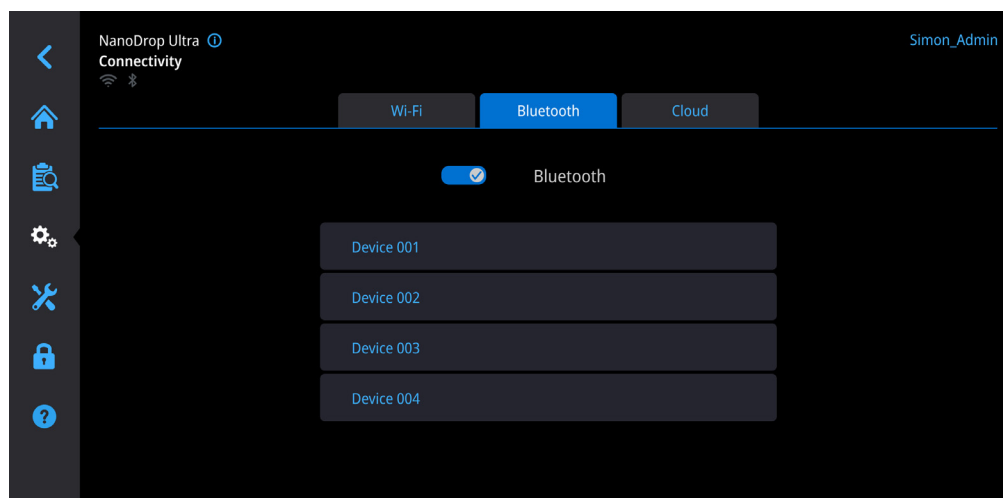 NanoDrop Ultra
Simon_Admin
Connectivity
Wi-Fi Bluetooth Cloud
Bluetooth
Device 001
Device 002
Device 003
Device 004